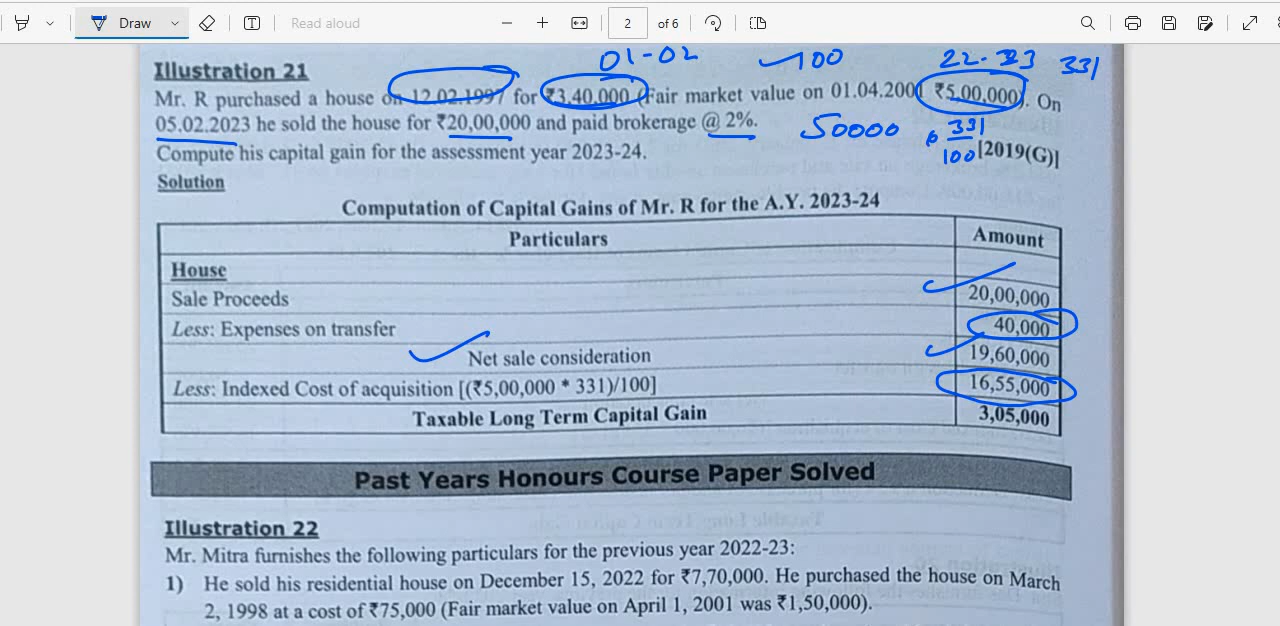 Draw
Read aloud
2
of 6
01-02 100 22-323 331
Illustration 21
Mr. R purchased a house on 12.02.1997 for ₹3,40,000 (Fair market value on 01.04.2001 ₹5,00,000). On
05.02.2023 he sold the house for ₹20,00,000 and paid brokerage @ 2%. 50000 331
Compute his capital gain for the assessment year 2023-24. 100 [2019(G)]
Solution
Computation of Capital Gains of Mr. R for the A.Y. 2023-24
Particulars Amount
House
Sale Proceeds 20,00,000
Less: Expenses on transfer 40,000
Net sale consideration 19,60,000
Less: Indexed Cost of acquisition [(₹5,00,000 * 331)/100] 16,55,000
Taxable Long Term Capital Gain 3,05,000
Past Years Honours Course Paper Solved
Illustration 22
Mr. Mitra furnishes the following particulars for the previous year 2022-23:
1) He sold his residential house on December 15, 2022 for ₹7,70,000. He purchased the house on March
2, 1998 at a cost of ₹75,000 (Fair market value on April 1, 2001 was ₹1,50,000).